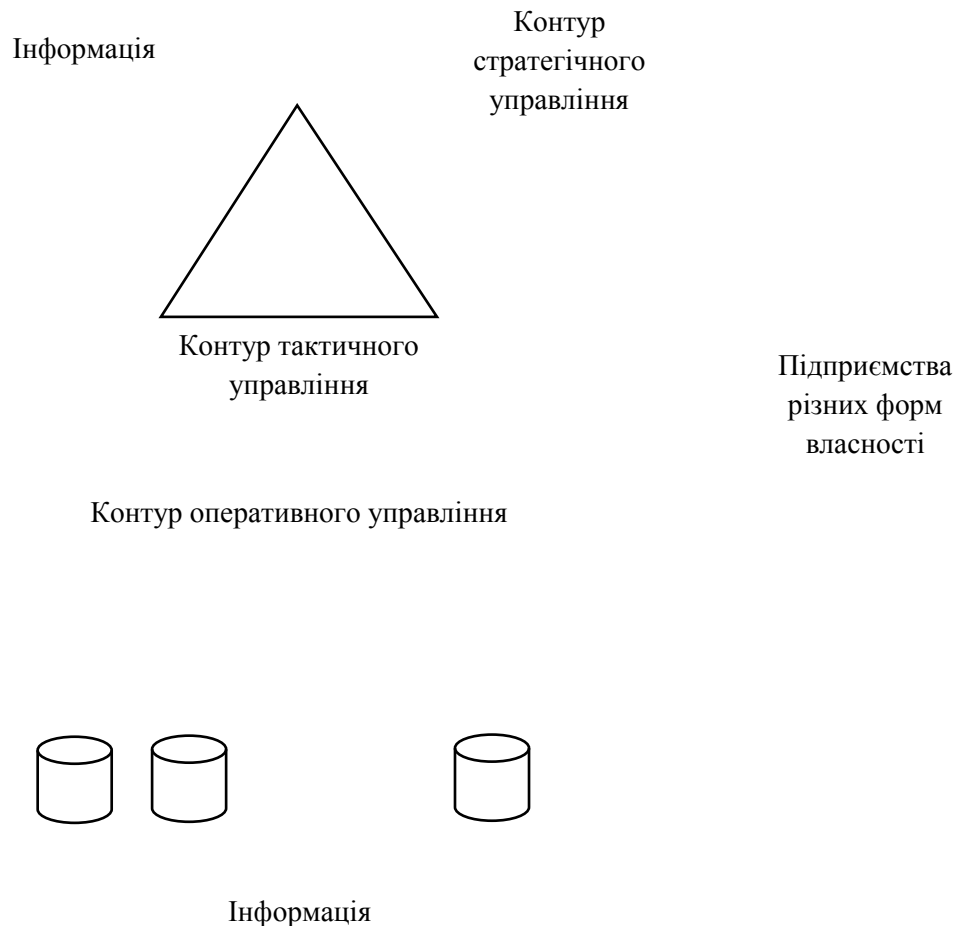 Інформація
Контур
стратегічного
управління
Контур тактичного
управління
Підприємства
різних форм
власності
Контур оперативного управління
Інформація